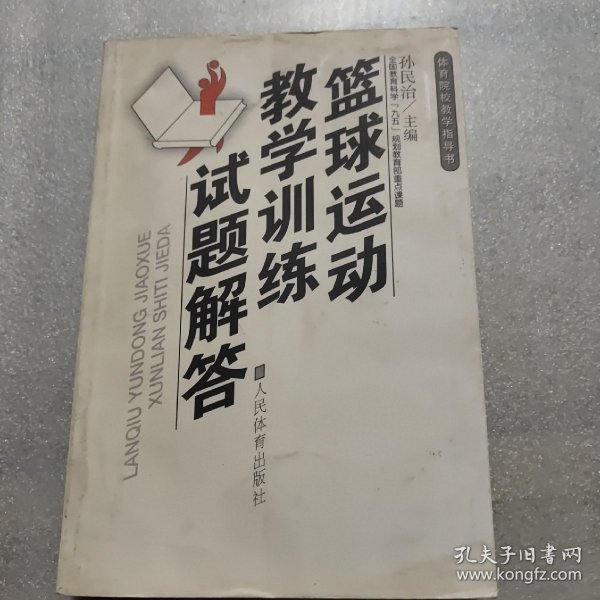 体育院校教学指导书
孙民治/主编
全国教育科学“九五”规划教育部重点课题
篮球运动
教学训练
试题解答
LANQIU YUNDONG JIAOXUE
XUNLIAN SHITI JIEDA
人民体育出版社
孔夫子旧书网
www.kongfz.com